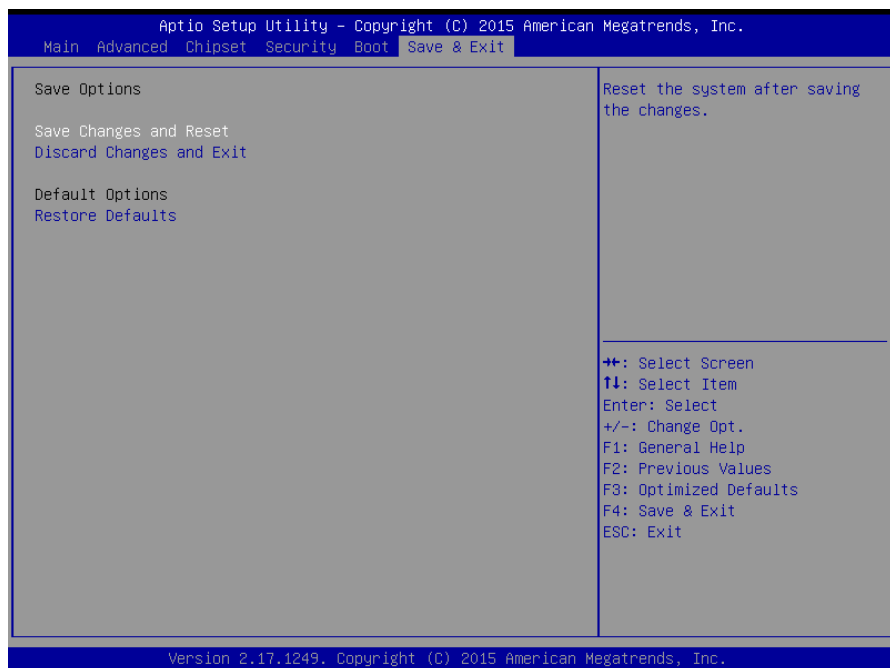 Aptio Setup Utility – Copyright (C) 2015 American Megatrends, Inc.
Main Advanced Chipset Security Boot Save & Exit
Save Options
Save Changes and Reset
Discard Changes and Exit
Default Options
Restore Defaults
Reset the system after saving
the changes.
→←: Select Screen
↑↓: Select Item
Enter: Select
+/-: Change Opt.
F1: General Help
F2: Previous Values
F3: Optimized Defaults
F4: Save & Exit
ESC: Exit
Version 2.17.1249. Copyright (C) 2015 American Megatrends, Inc.